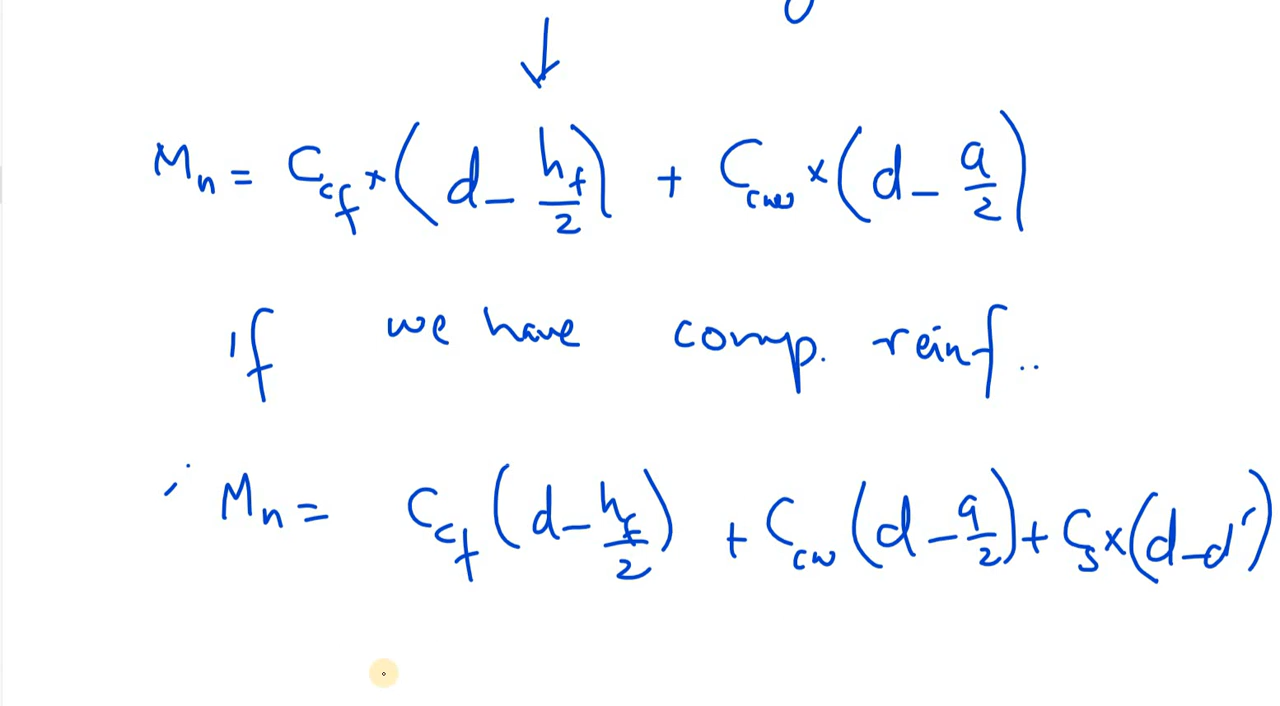 Mn = Ccf × (d - hf/2) + Ccw × (d - a/2)
If we have comp. reinf..
Mn = Ccf (d - hf/2) + Ccw (d - a/2) + Cs × (d - d')